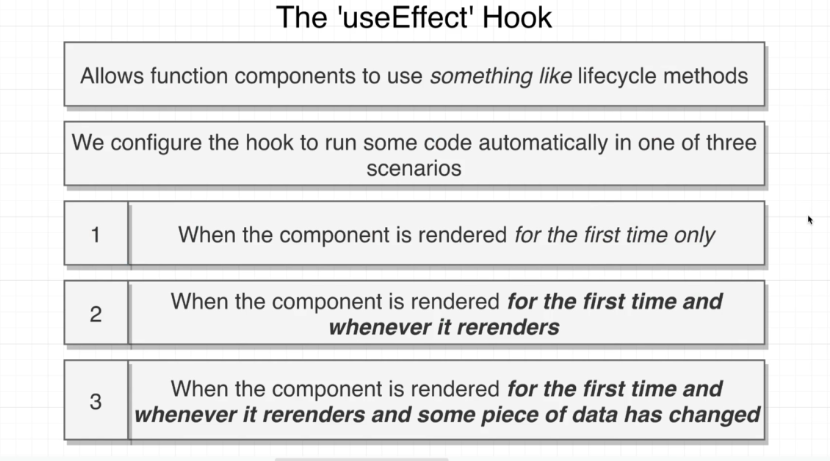 The 'useEffect' Hook
Allows function components to use something like lifecycle methods
We configure the hook to run some code automatically in one of three
scenarios
1
When the component is rendered for the first time only
2
When the component is rendered for the first time and
whenever it rerenders
3
When the component is rendered for the first time and
whenever it rerenders and some piece of data has changed